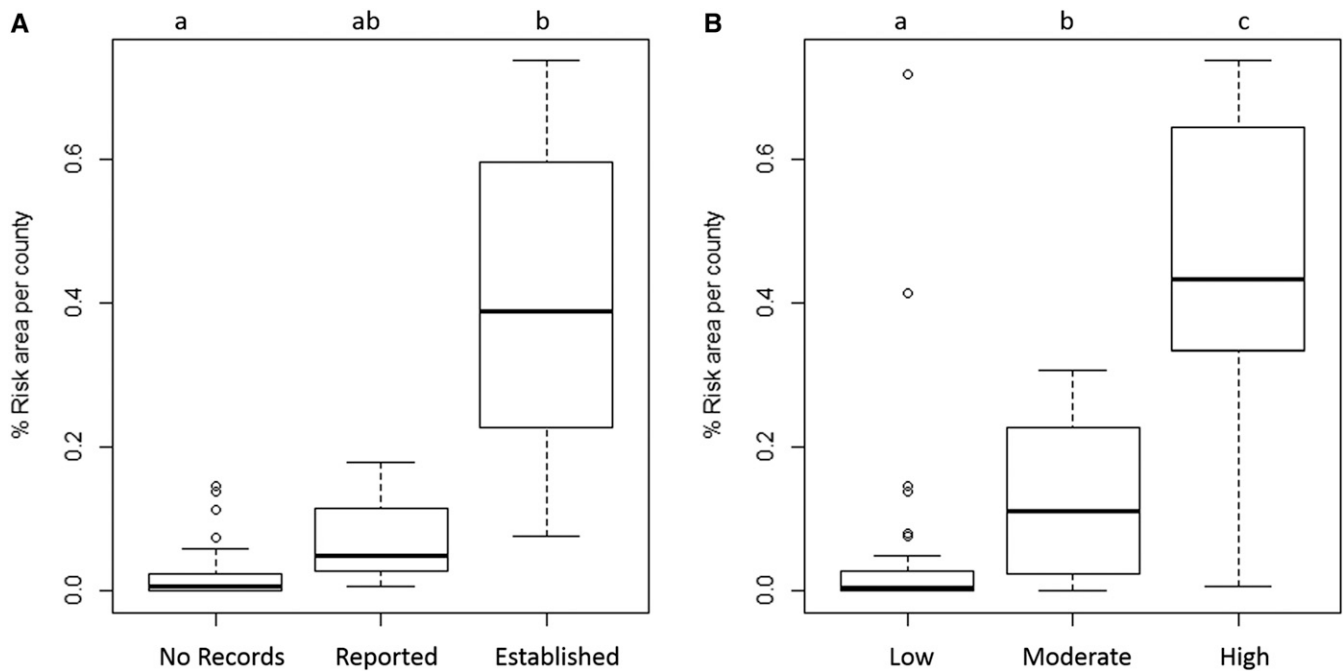 A
a ab b
% Risk area per county
0.6
0.4
0.2
0.0
No Records Reported Established
B
a b c
% Risk area per county
0.6
0.4
0.2
0.0
Low Moderate High